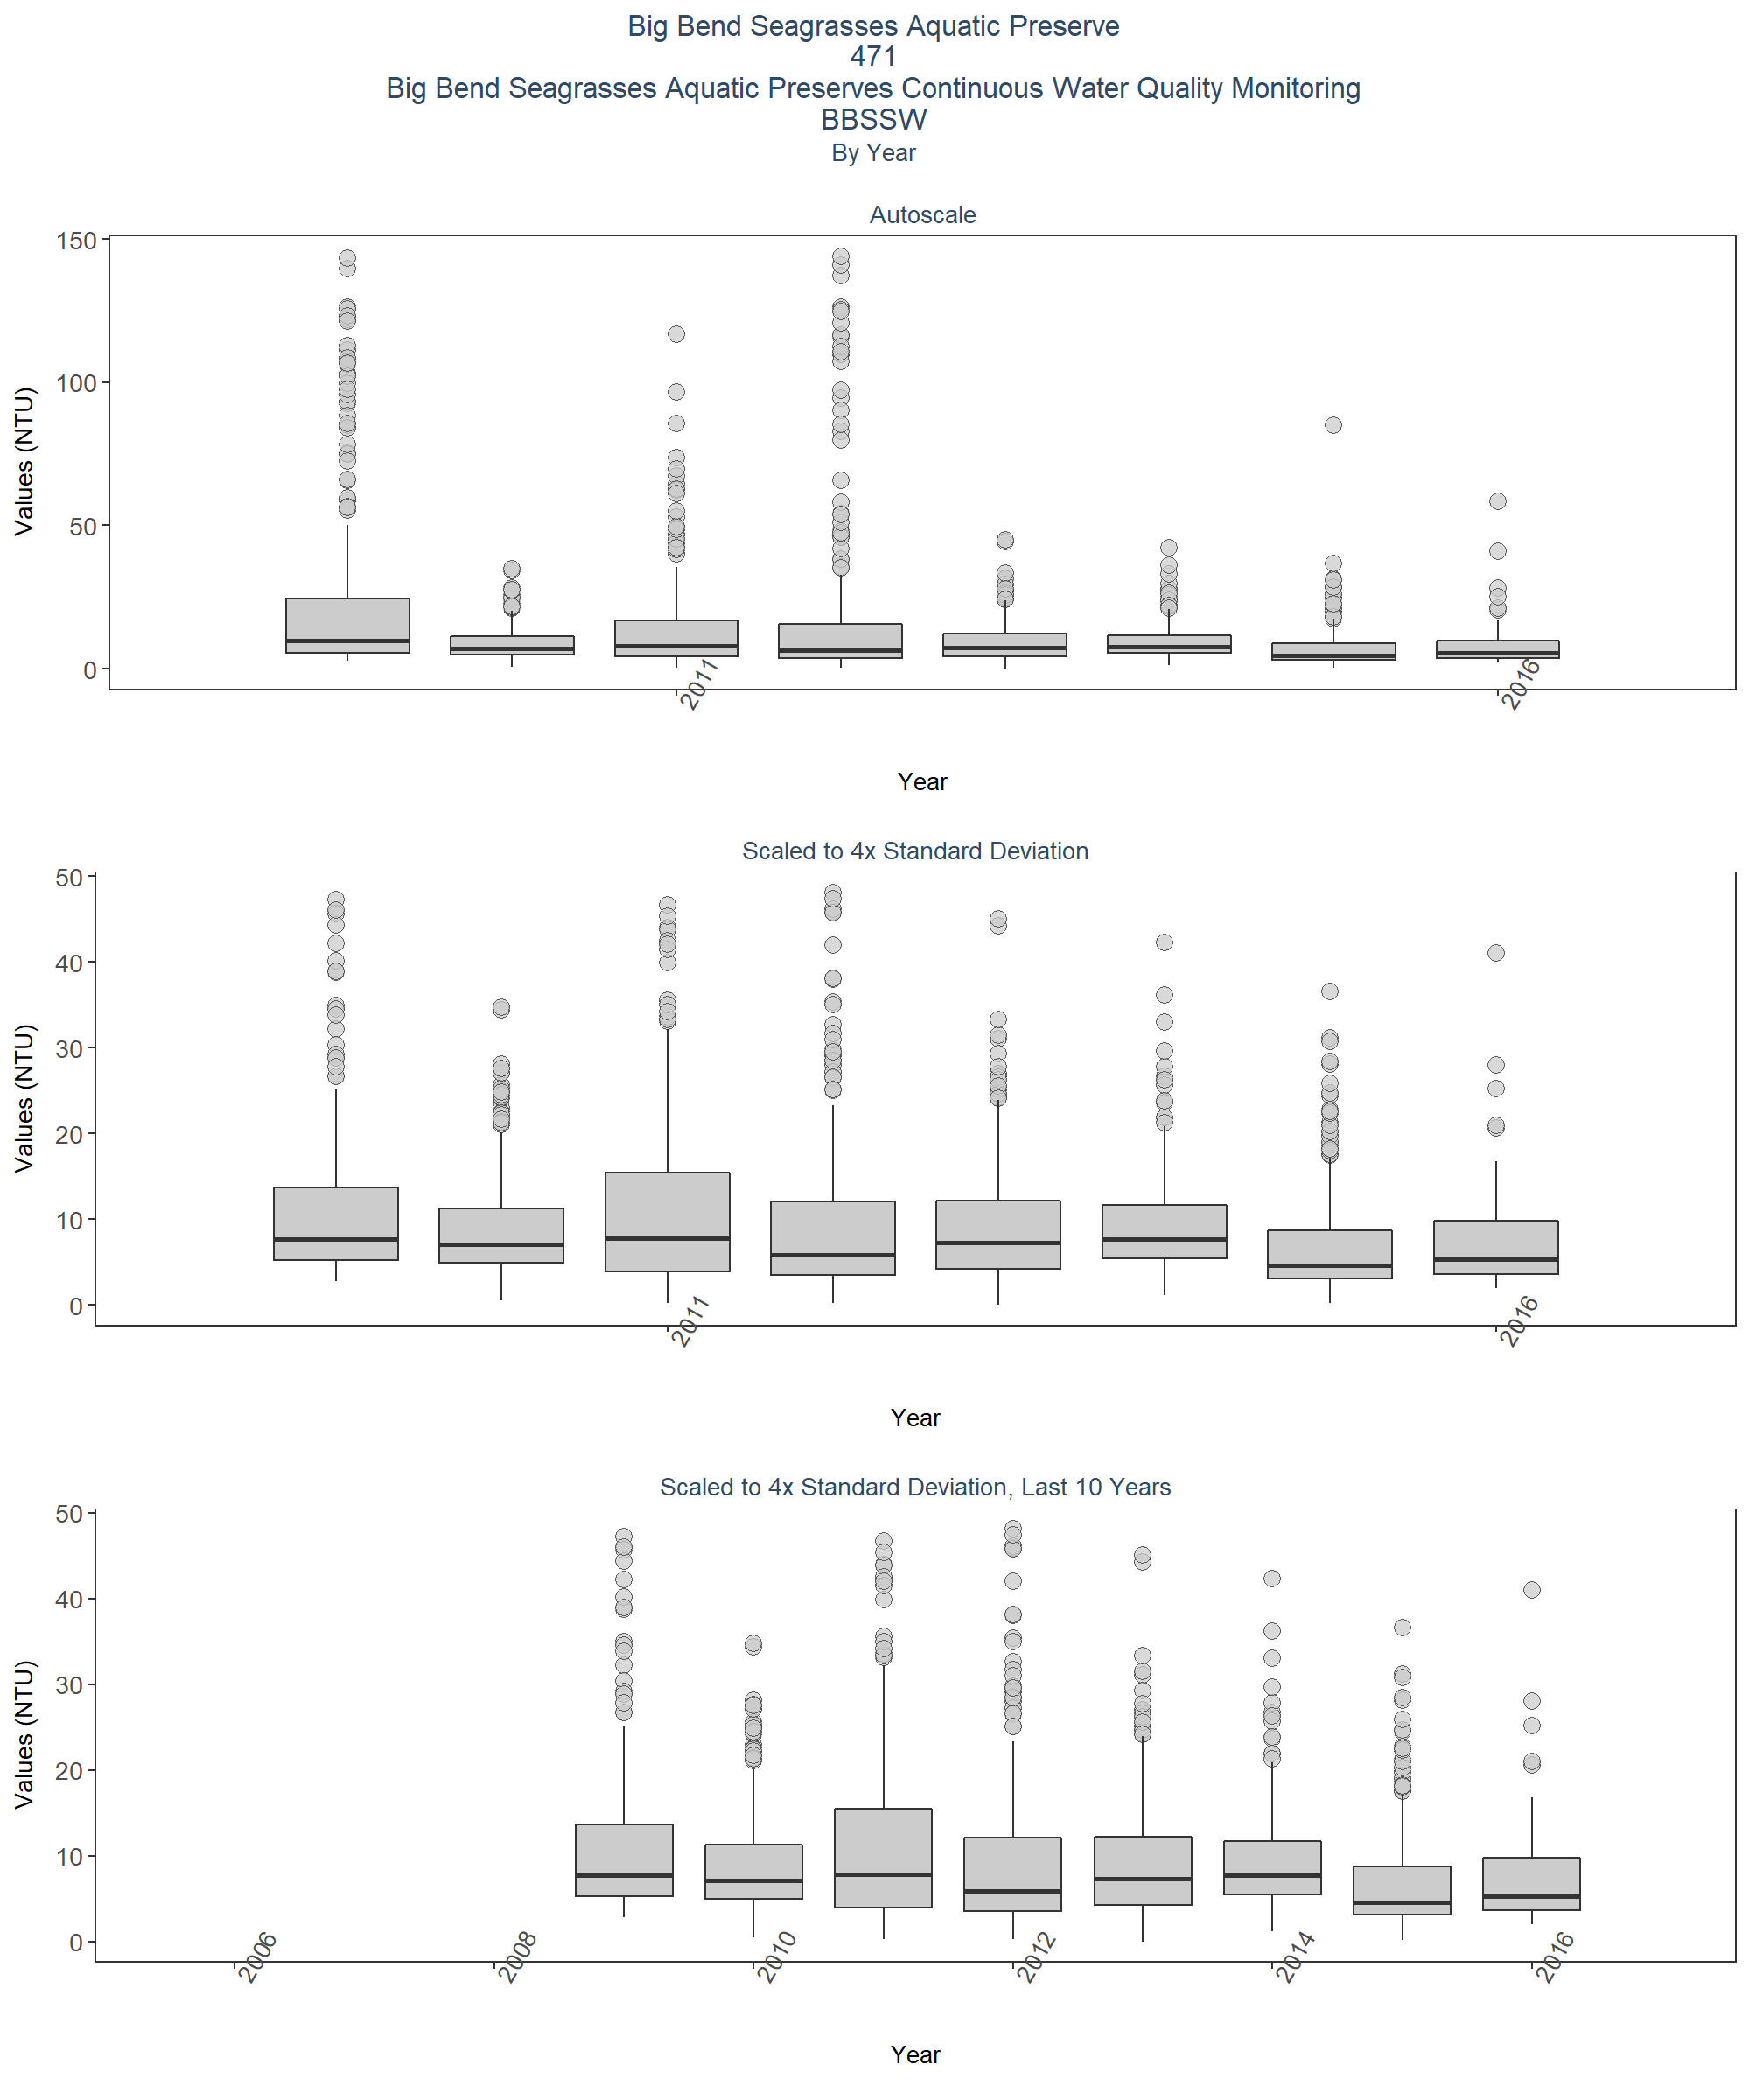 Big Bend Seagrasses Aquatic Preserve
471
Big Bend Seagrasses Aquatic Preserves Continuous Water Quality Monitoring
BBSSW
By Year
Autoscale
150
100
50
0
Values (NTU)
2011
2016
Year
Scaled to 4x Standard Deviation
50
40
30
20
10
0
Values (NTU)
2011
2016
Year
Scaled to 4x Standard Deviation, Last 10 Years
50
40
30
20
10
0
Values (NTU)
2006
2008
2010
2012
2014
2016
Year